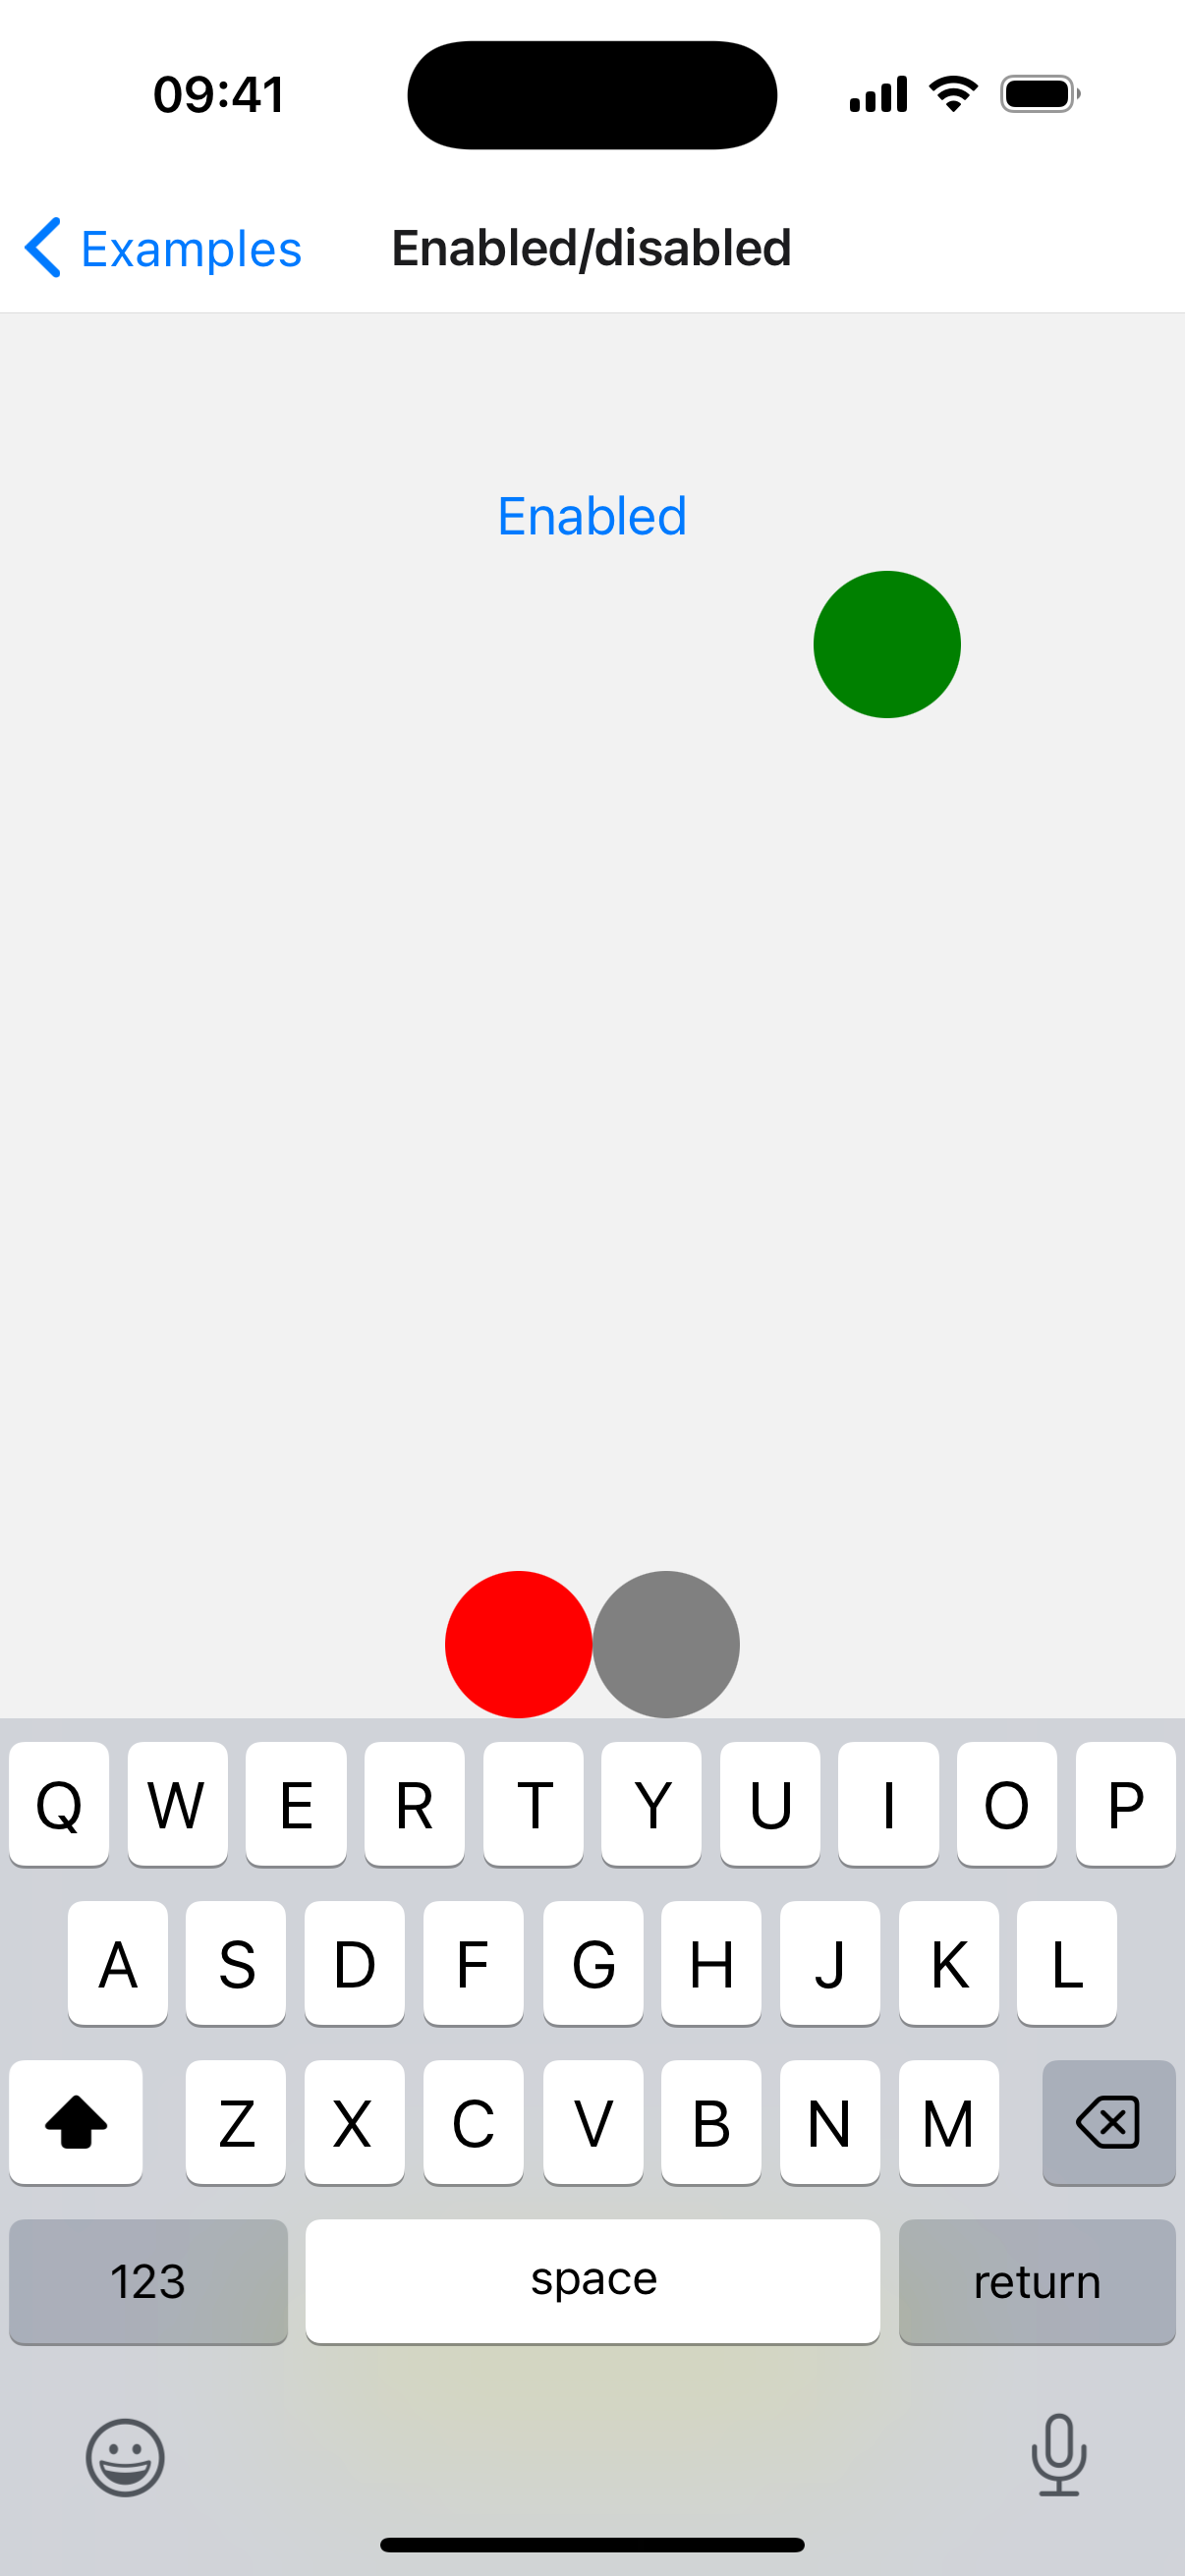 09:41
Examples
Enabled/disabled
Enabled
Q W E R T Y U I O P
A S D F G H J K L
Z X C V B N M
123 space return